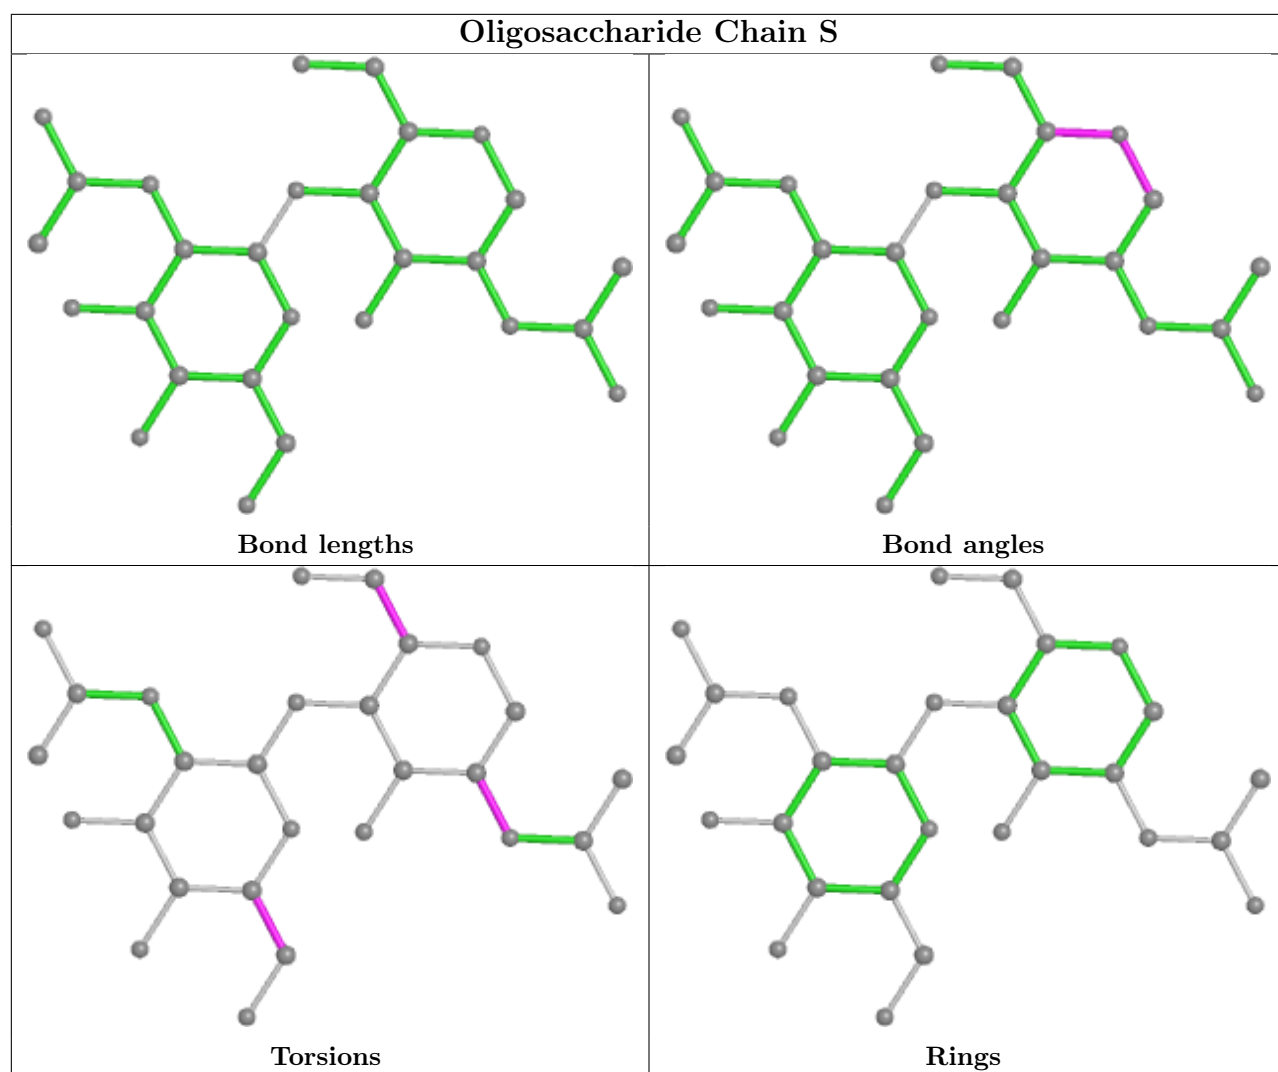 Oligosaccharide Chain S
Bond lengths
Bond angles
Torsions
Rings